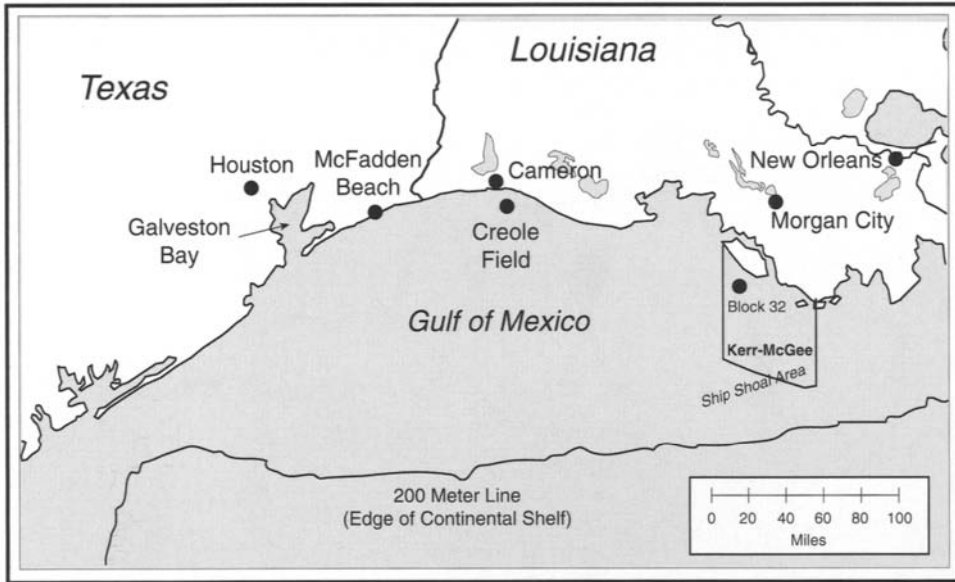 Texas
Louisiana
Houston
McFadden
Beach
Cameron
New Orleans
Galveston
Bay
Creole
Field
Morgan City
Block 32
Gulf of Mexico
Kerr-McGee
Ship Shoal Area
200 Meter Line
(Edge of Continental Shelf)
0 20 40 60 80 100
Miles